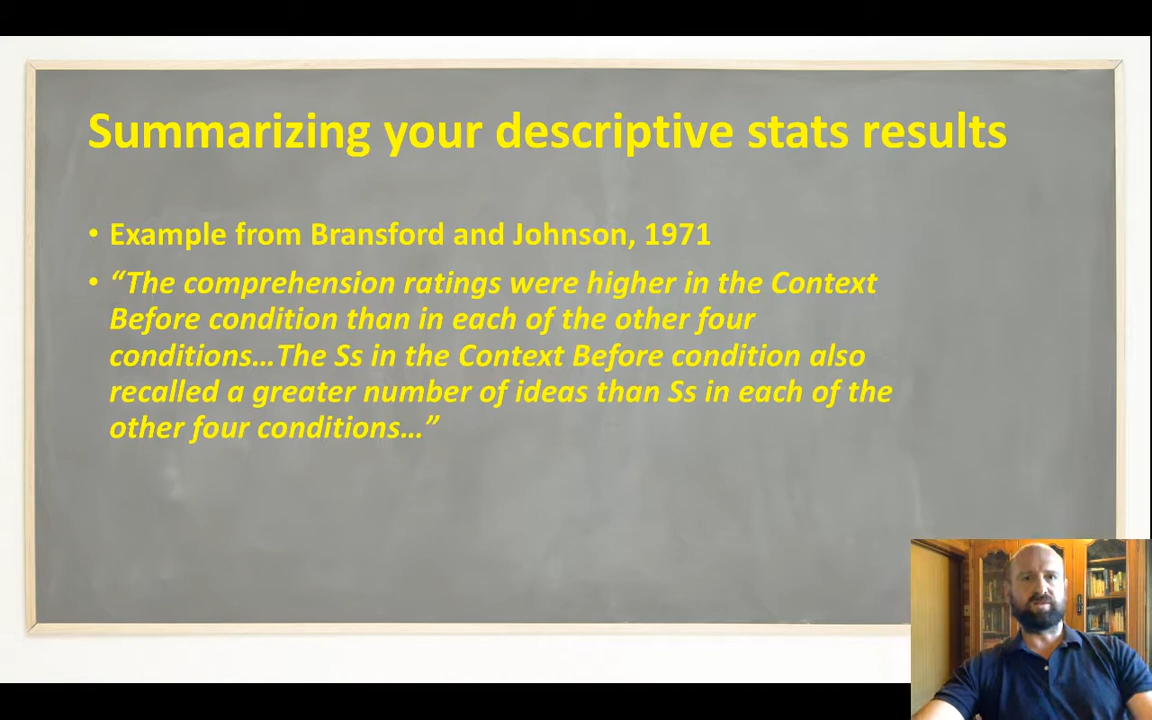 Summarizing your descriptive stats results
• Example from Bransford and Johnson, 1971
• “The comprehension ratings were higher in the Context
Before condition than in each of the other four
conditions…The Ss in the Context Before condition also
recalled a greater number of ideas than Ss in each of the
other four conditions…”